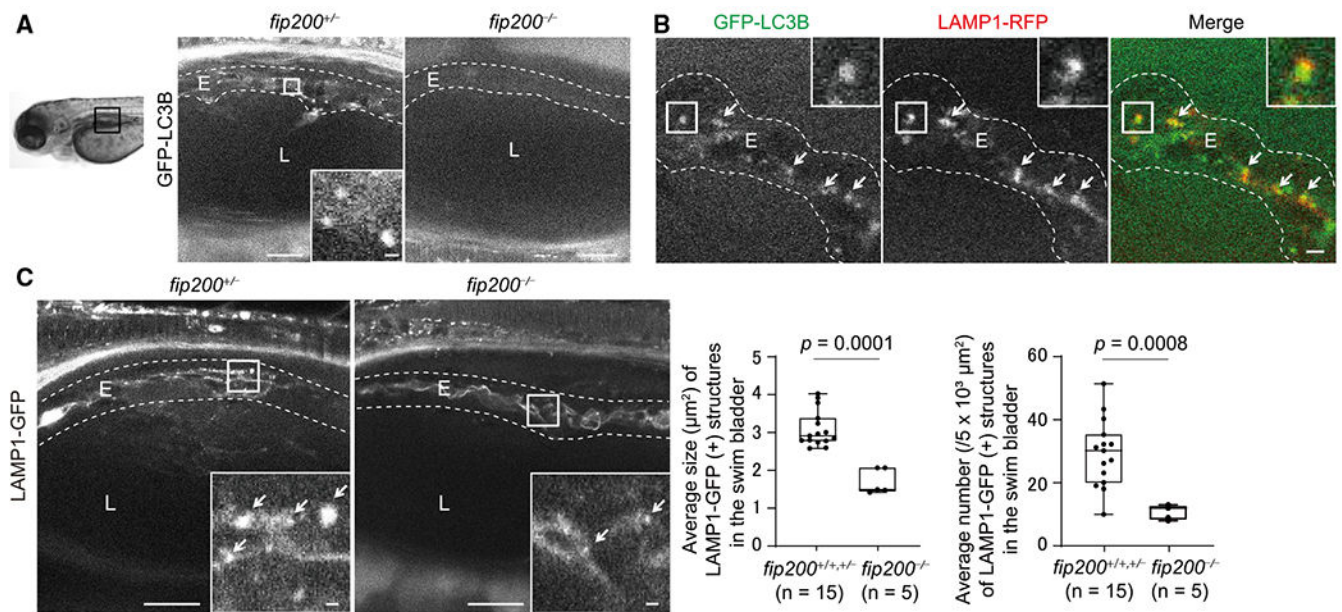 A
fip200+/-
fip200-/-
GFP-LC3B
E
L
E
L
B
GFP-LC3B
LAMP1-RFP
Merge
E
E
E
C
fip200+/-
fip200-/-
LAMP1-GFP
E
L
E
L
Average size (μm²) of
LAMP1-GFP (+) structures
in the swim bladder
p = 0.0001
5
4
3
2
1
0
fip200+/+,+/-
(n = 15)
fip200-/-
(n = 5)
Average number (/5 x 10³ μm²)
of LAMP1-GFP (+) structures
in the swim bladder
p = 0.0008
60
40
20
0
fip200+/+,+/-
(n = 15)
fip200-/-
(n = 5)